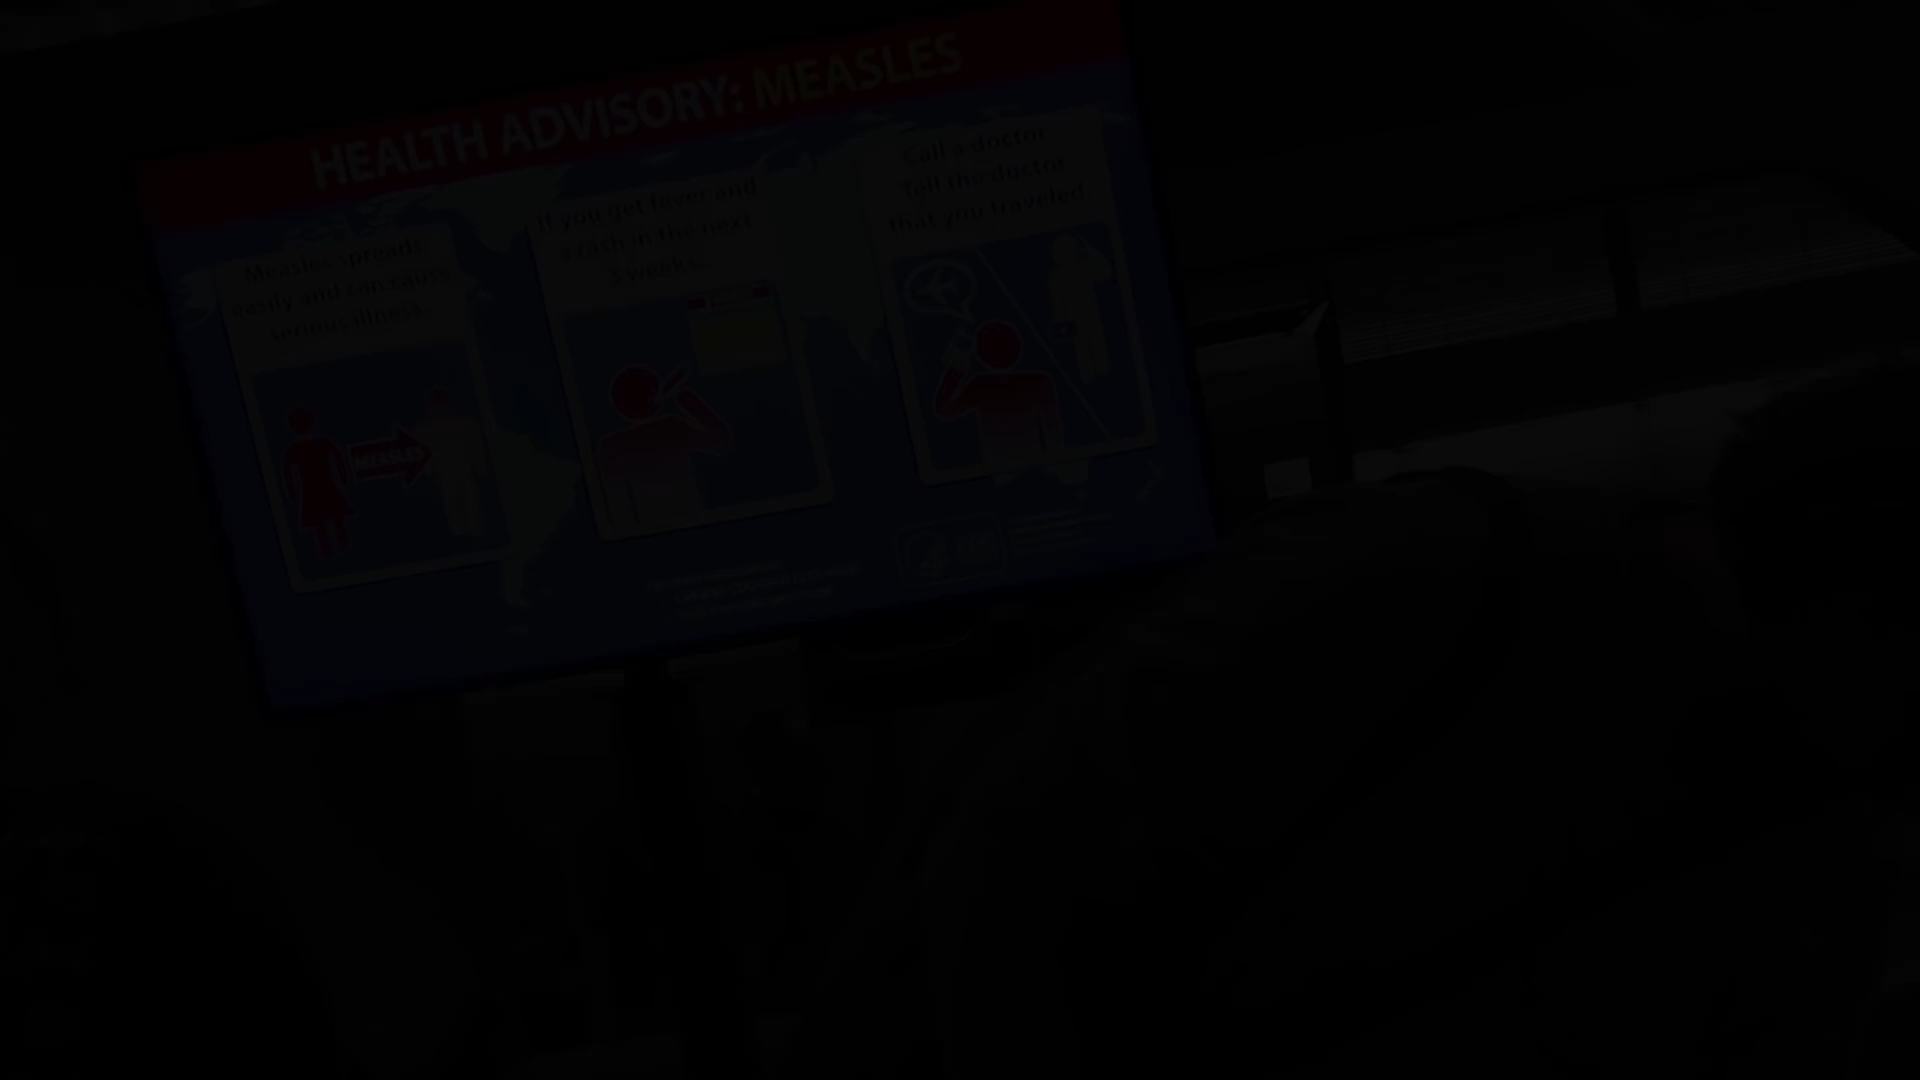 HEALTH ADVISORY: MEASLES
Measles spreads
easily and can cause
serious illness.
MEASLES
If you get fever and
a rash in the next
3 weeks...
Call a doctor.
Tell the doctor
that you traveled.
CDC